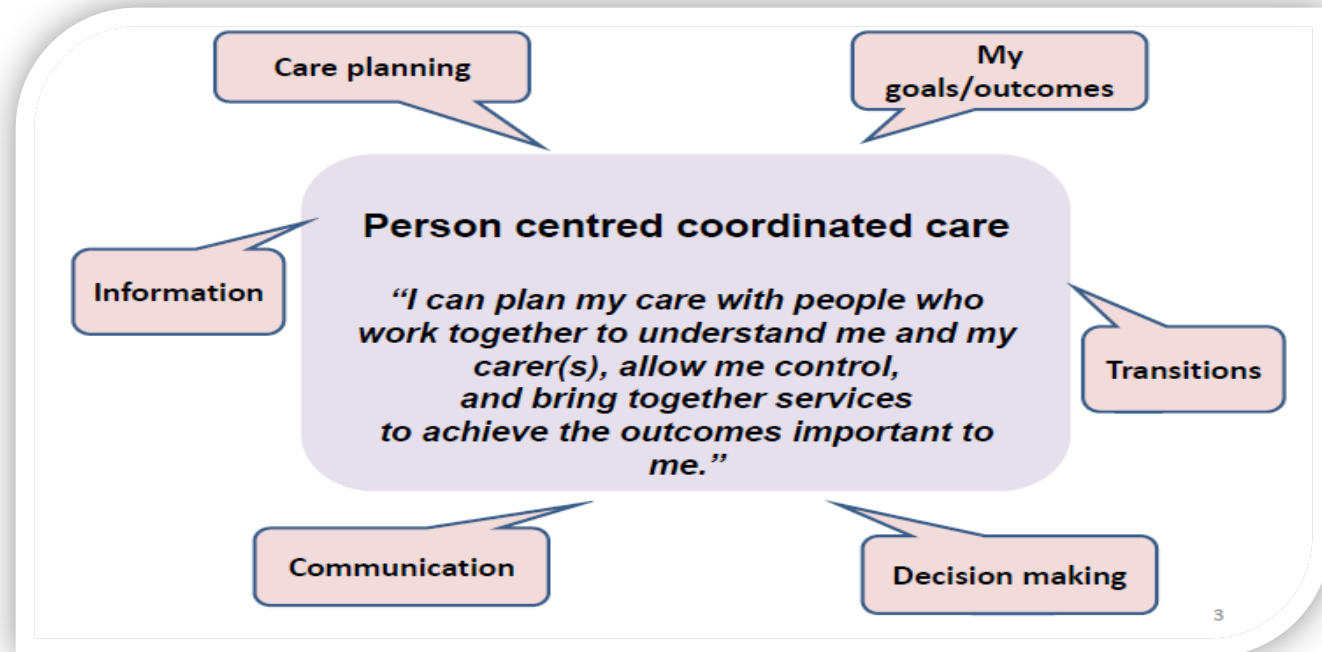 Care planning
My
goals/outcomes
Person centred coordinated care
Information
“I can plan my care with people who
work together to understand me and my
carer(s), allow me control,
and bring together services
to achieve the outcomes important to
me.”
Transitions
Communication
Decision making
3